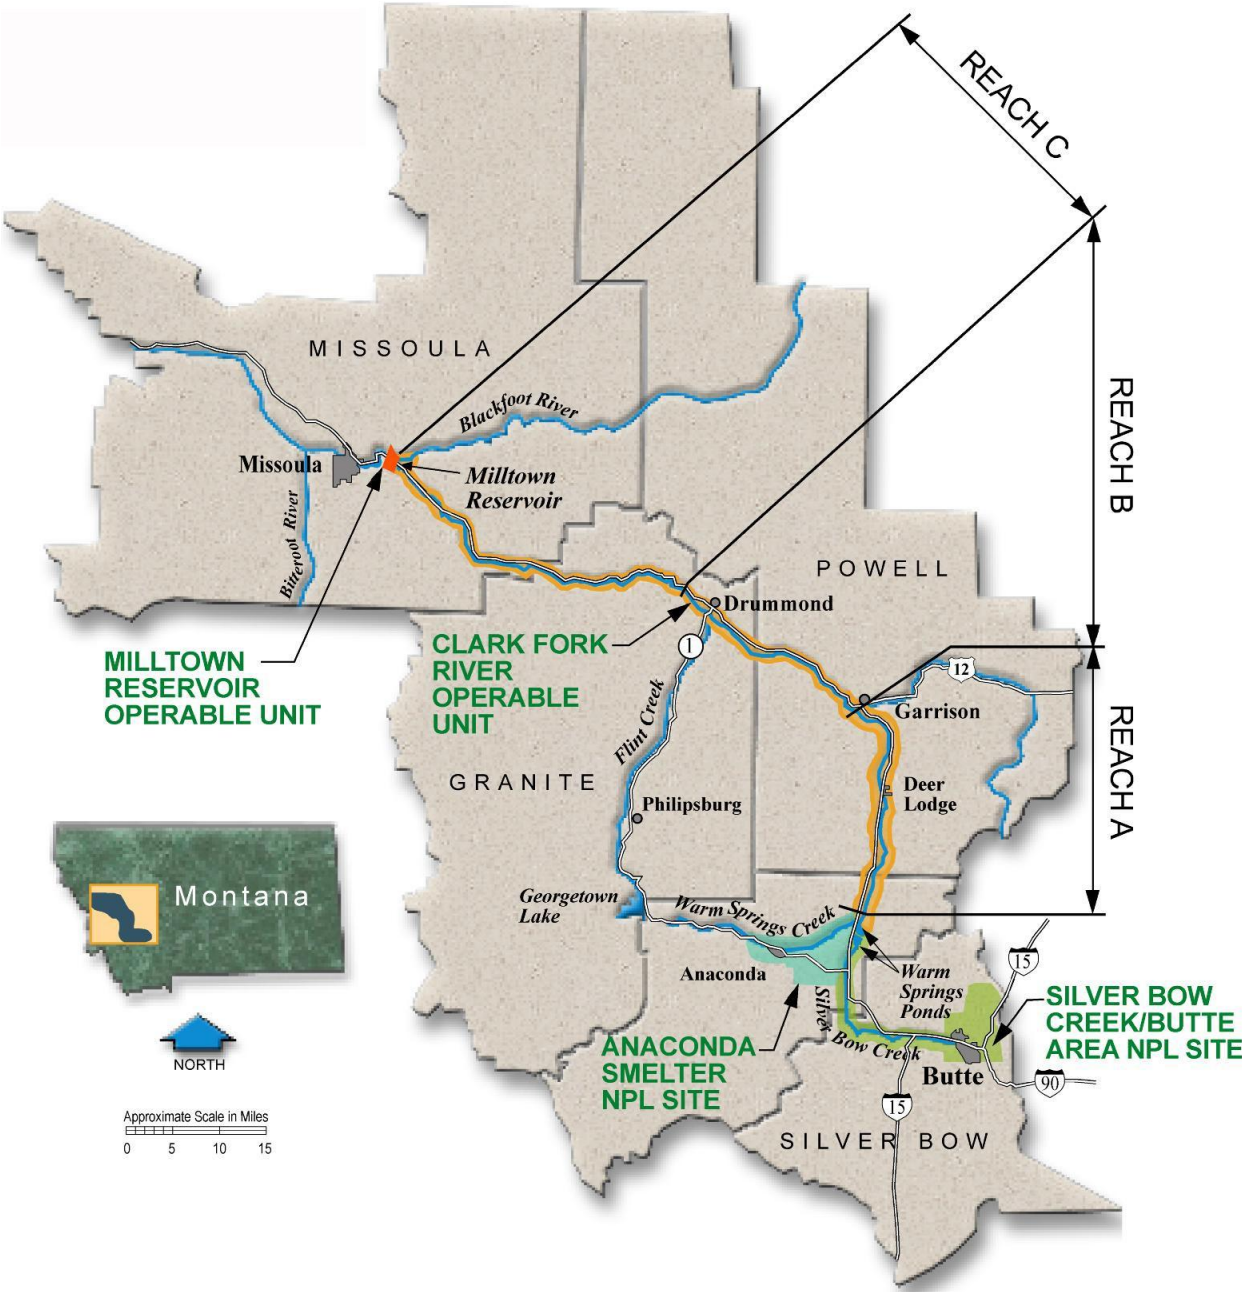 REACH C
REACH B
REACH A
MISSOULA
Blackfoot River
Missoula
Milltown
Reservoir
Bitteroot River
POWELL
Drummond
CLARK FORK
RIVER
OPERABLE
UNIT
1
MILLTOWN
RESERVOIR
OPERABLE UNIT
12
Garrison
Flint Creek
GRANITE
Deer
Lodge
Philipsburg
Montana
Georgetown
Lake
Warm Springs Creek
Anaconda
Warm
Springs
Ponds
15
SILVER BOW
CREEK/BUTTE
AREA NPL SITE
Silver Bow Creek
ANACONDA
SMELTER
NPL SITE
NORTH
Butte
90
15
Approximate Scale in Miles
0 5 10 15
SILVER BOW